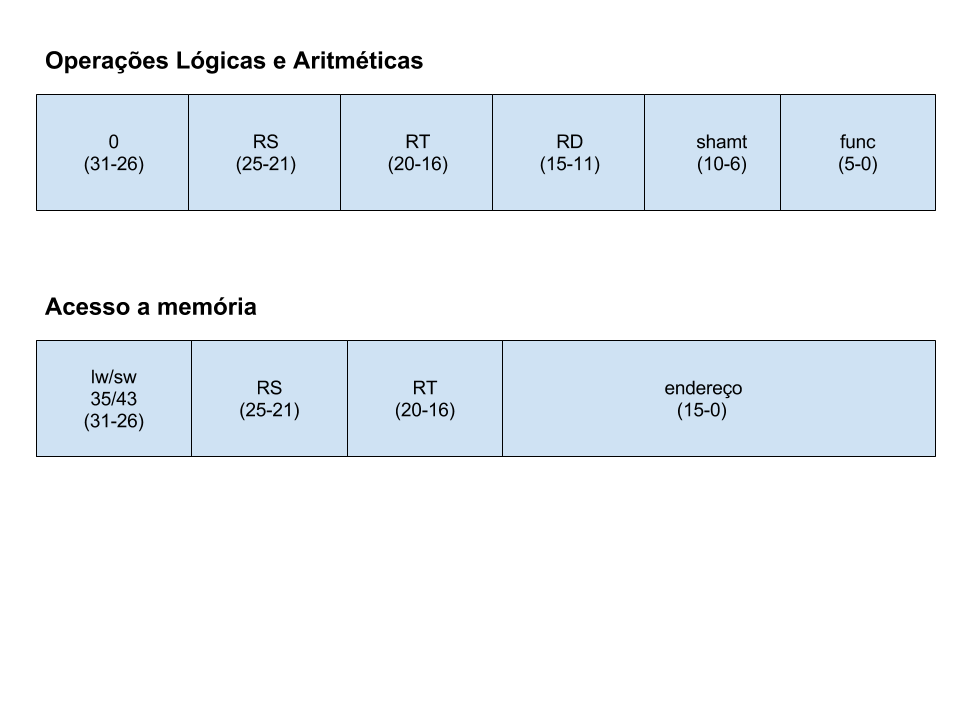 Operações Lógicas e Aritméticas
0
(31-26)
RS
(25-21)
RT
(20-16)
RD
(15-11)
shamt
(10-6)
func
(5-0)
Acesso a memória
lw/sw
35/43
(31-26)
RS
(25-21)
RT
(20-16)
endereço
(15-0)